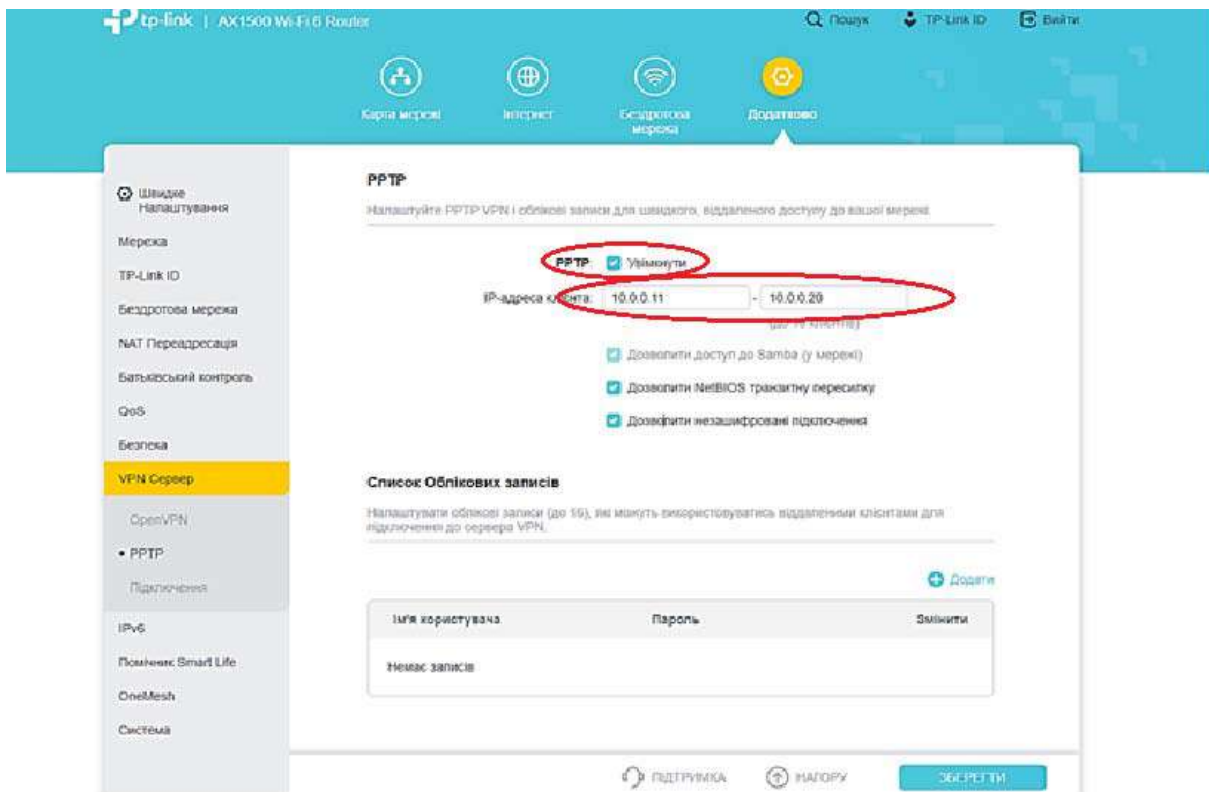 tp-link | AX1500 Wi-Fi 6 Router
Пошук
TP-Link ID
Вийти
Карта мережі
Інтернет
Бездротова
мережа
Додатково
Швидке
Налаштування
Мережа
TP-Link ID
Бездротова мережа
NAT Переадресація
Батьківський контроль
QoS
Безпека
VPN Сервер
OpenVPN
PPTP
Підключення
IPv6
Помічник Smart Life
OneMesh
Система
PPTP
Налаштуйте PPTP VPN і облікові записи для швидкого, віддаленого доступу до вашої мережі.
PPTP: Увімкнути
IP-адреса клієнта: 10.0.0.11 - 10.0.0.20
(до 10 клієнтів)
Дозволити доступ до Samba (у мережі)
Дозволити NetBIOS транзитну пересилку
Дозволити незашифровані підключення
Список Облікових записів
Налаштувати облікові записи (до 16), які можуть використовуватись віддаленими клієнтами для
підключення до сервера VPN.
Додати
Ім'я користувача Пароль Змінити
Немає записів
ПІДТРИМКА
НАГОРУ
ЗБЕРЕГТИ